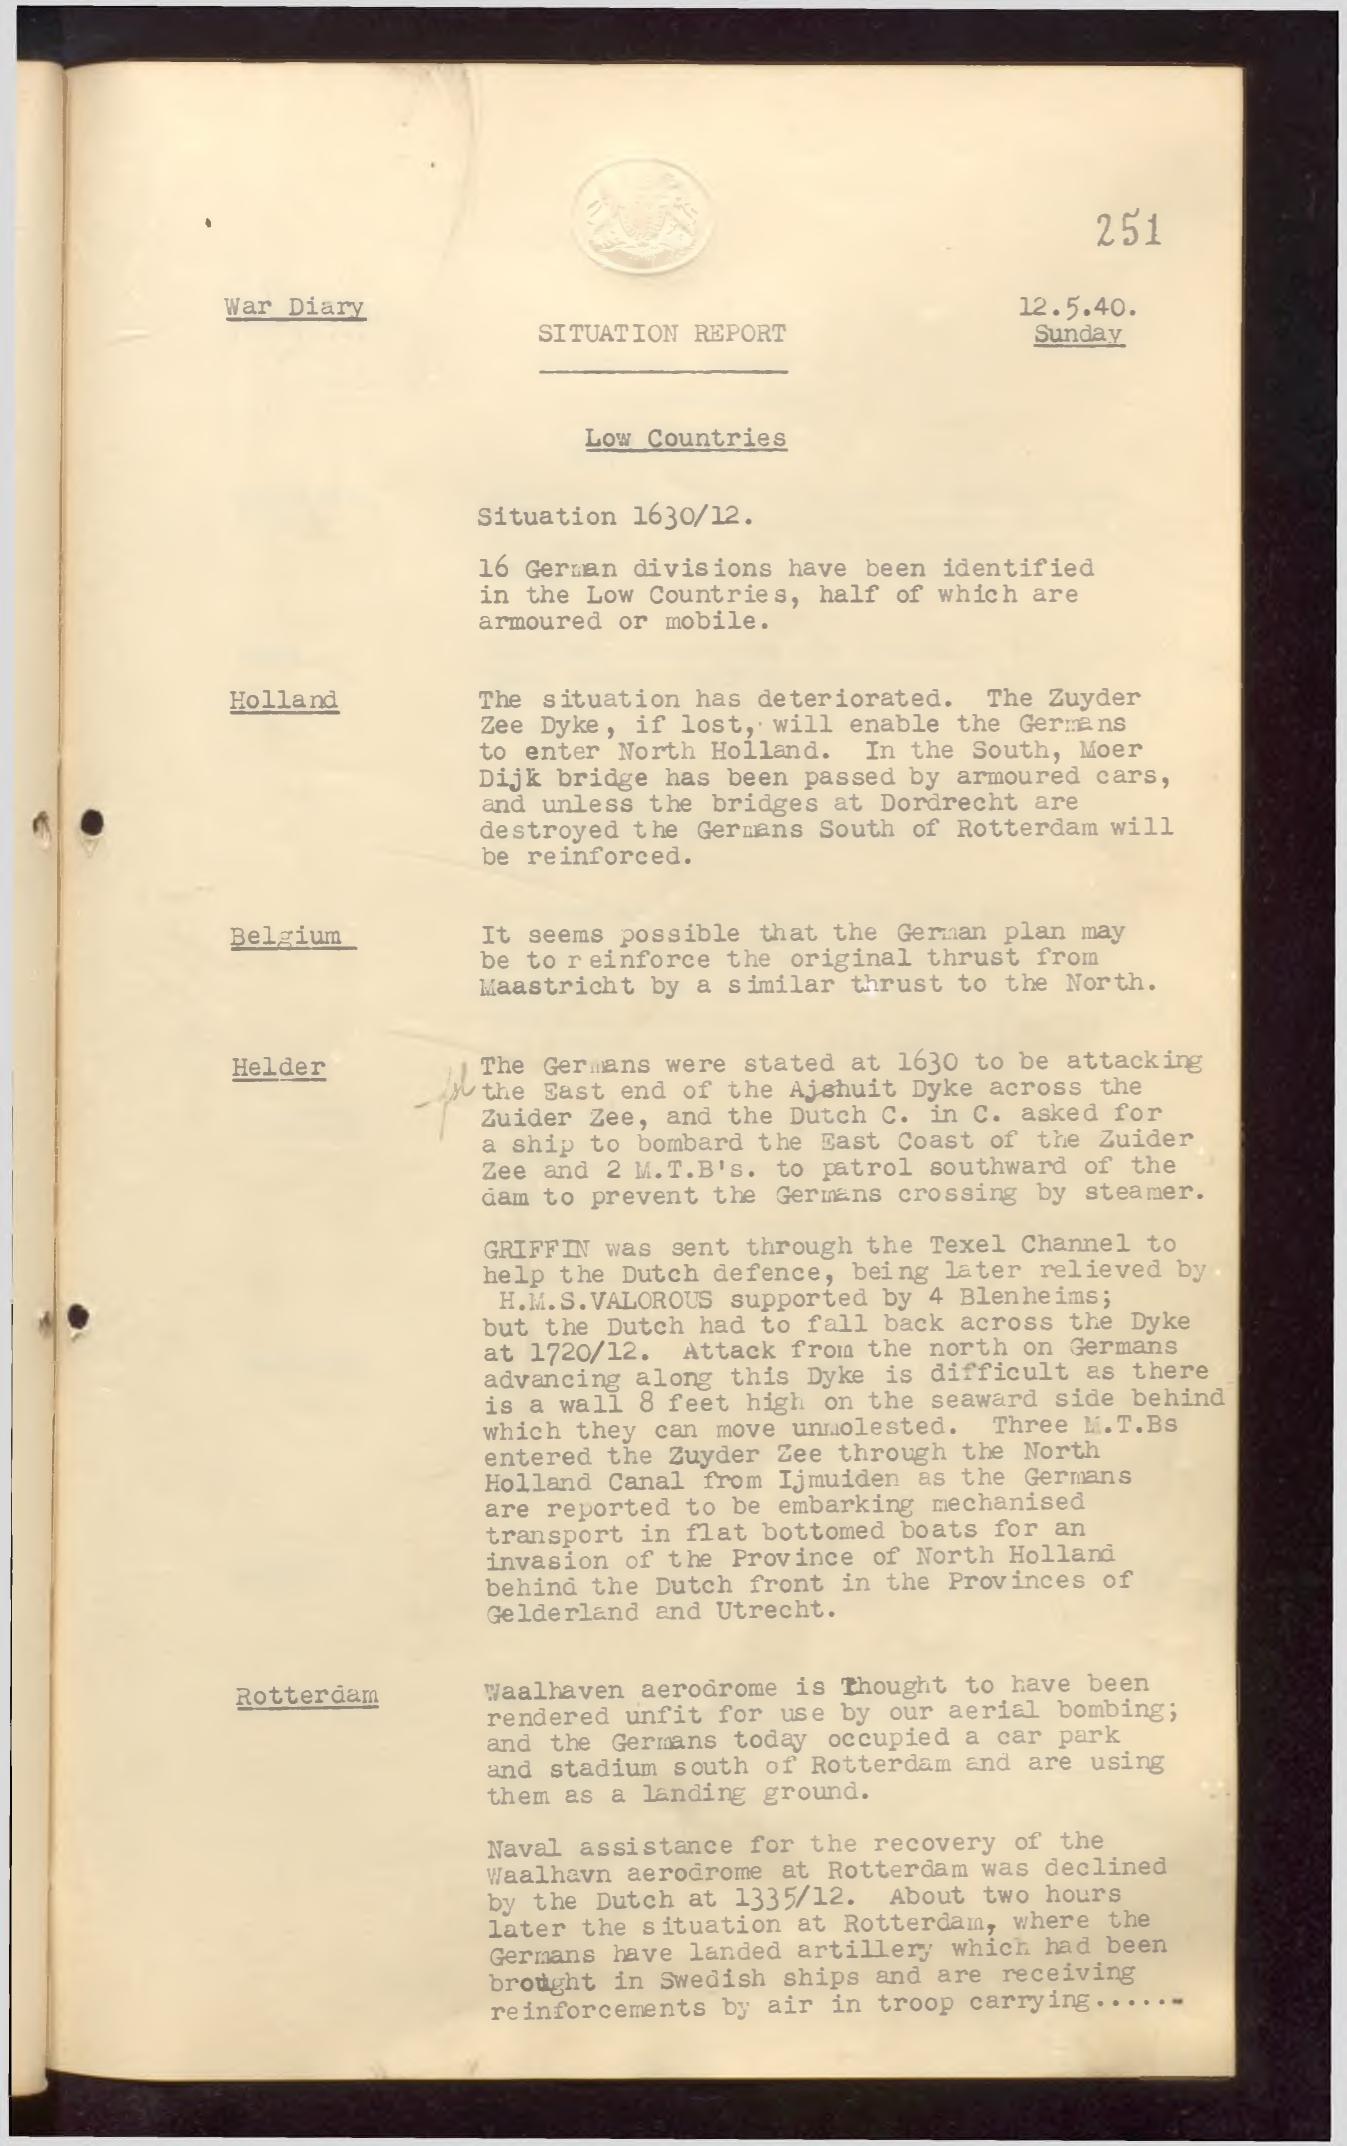 251
War Diary
12.5.40.
SITUATION REPORT
Sunday
Low Countries
Situation 1630/12.
16 German divisions have been identified
in the Low Countries, half of which are
armoured or mobile.
Holland
The situation has deteriorated. The Zuyder
Zee Dyke, if lost, will enable the Germans
to enter North Holland. In the South, Moer
Dijk bridge has been passed by armoured cars,
and unless the bridges at Dordrecht are
destroyed the Germans South of Rotterdam will
be reinforced.
Belgium
It seems possible that the German plan may
be to reinforce the original thrust from
Maastricht by a similar thrust to the North.
Helder
The Germans were stated at 1630 to be attacking
the East end of the Ajshuit Dyke across the
Zuider Zee, and the Dutch C. in C. asked for
a ship to bombard the East Coast of the Zuider
Zee and 2 M.T.B's. to patrol southward of the
dam to prevent the Germans crossing by steamer.
GRIFFIN was sent through the Texel Channel to
help the Dutch defence, being later relieved by
H.M.S.VALOROUS supported by 4 Blenheims;
but the Dutch had to fall back across the Dyke
at 1720/12. Attack from the north on Germans
advancing along this Dyke is difficult as there
is a wall 8 feet high on the seaward side behind
which they can move unmolested. Three M.T.Bs
entered the Zuyder Zee through the North
Holland Canal from Ijmuiden as the Germans
are reported to be embarking mechanised
transport in flat bottomed boats for an
invasion of the Province of North Holland
behind the Dutch front in the Provinces of
Gelderland and Utrecht.
Rotterdam
Waalhaven aerodrome is thought to have been
rendered unfit for use by our aerial bombing;
and the Germans today occupied a car park
and stadium south of Rotterdam and are using
them as a landing ground.
Naval assistance for the recovery of the
Waalhavn aerodrome at Rotterdam was declined
by the Dutch at 1335/12. About two hours
later the situation at Rotterdam, where the
Germans have landed artillery which had been
brought in Swedish ships and are receiving
reinforcements by air in troop carrying......